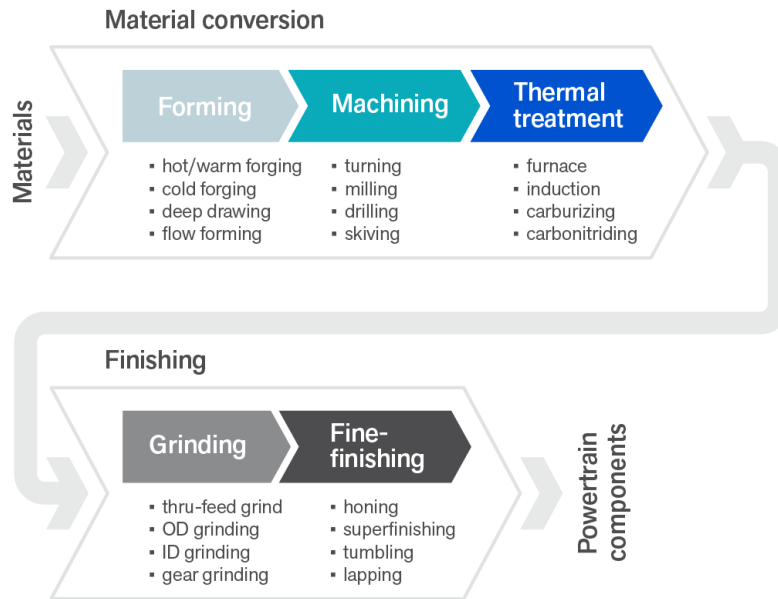 Material conversion
Materials
Forming
Machining
Thermal
treatment
▪ hot/warm forging
▪ cold forging
▪ deep drawing
▪ flow forming
▪ turning
▪ milling
▪ drilling
▪ skiving
▪ furnace
▪ induction
▪ carburizing
▪ carbonitriding
Finishing
Grinding
Fine-
finishing
▪ thru-feed grind
▪ OD grinding
▪ ID grinding
▪ gear grinding
▪ honing
▪ superfinishing
▪ tumbling
▪ lapping
Powertrain
components